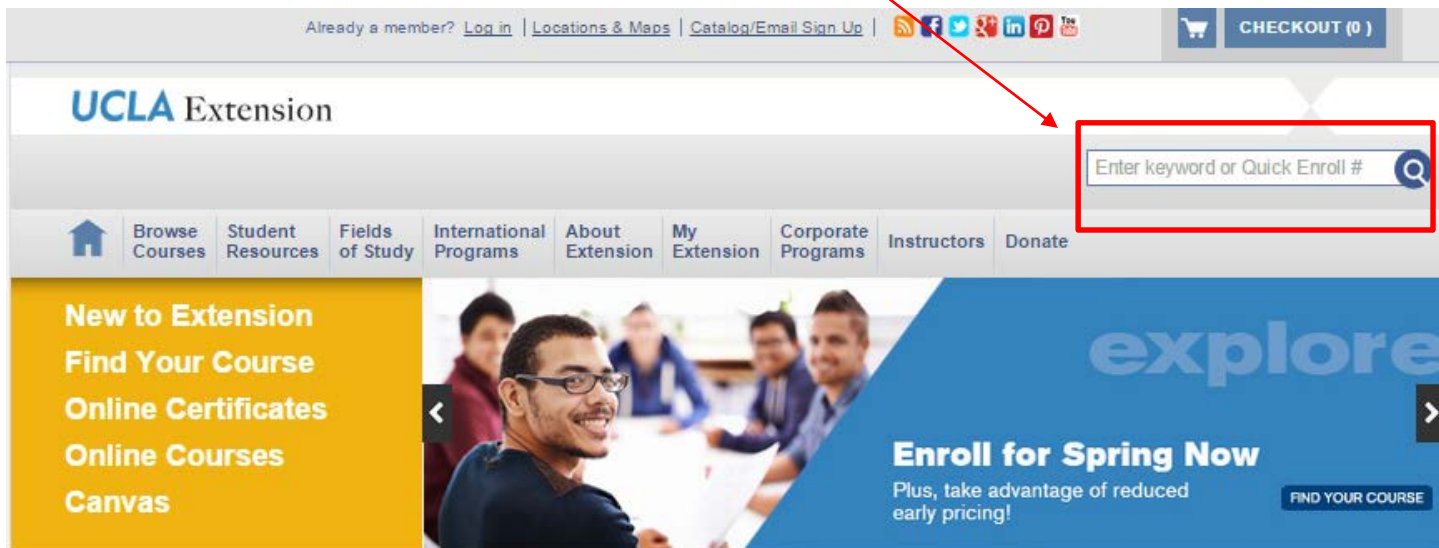 Already a member? Log in | Locations & Maps | Catalog/Email Sign Up |
You Tube
CHECKOUT (0 )
UCLA Extension
Enter keyword or Quick Enroll #
Browse Courses
Student Resources
Fields of Study
International Programs
About Extension
My Extension
Corporate Programs
Instructors
Donate
New to Extension
Find Your Course
Online Certificates
Online Courses
Canvas
explore
Enroll for Spring Now
Plus, take advantage of reduced
early pricing!
FIND YOUR COURSE